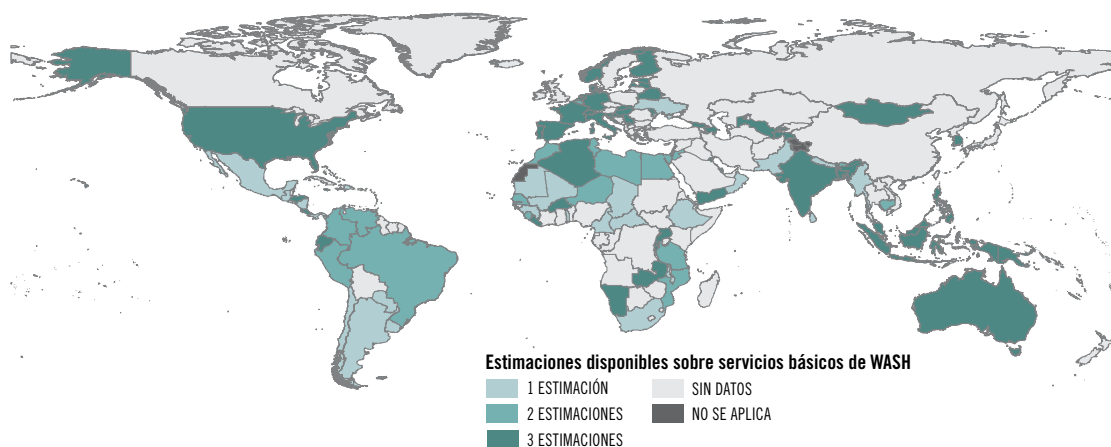 Estimaciones disponibles sobre servicios básicos de WASH
1 ESTIMACIÓN
2 ESTIMACIONES
3 ESTIMACIONES
SIN DATOS
NO SE APLICA